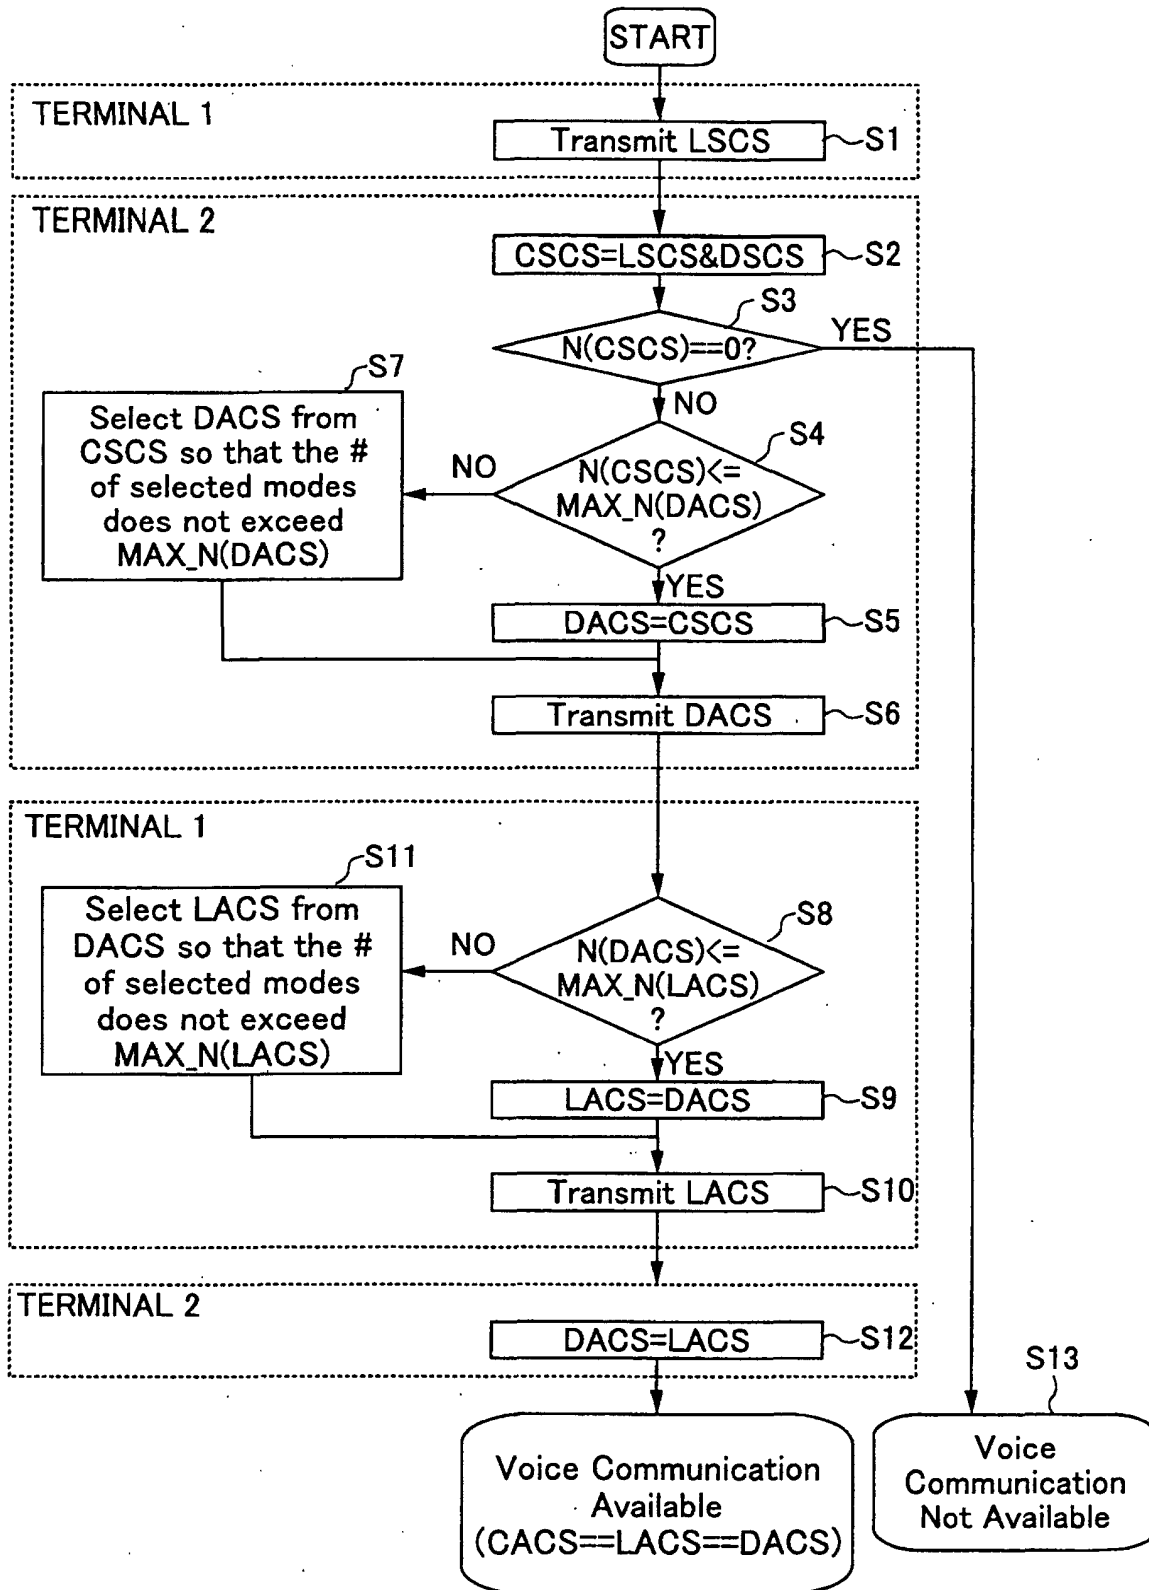 START
TERMINAL 1
Transmit LSCS
S1
TERMINAL 2
CSCS=LSCS&DSCS
S2
S3
N(CSCS)==0?
YES
NO
S7
Select DACS from
CSCS so that the #
of selected modes
does not exceed
MAX_N(DACS)
NO
S4
N(CSCS)<=
MAX_N(DACS)
?
YES
DACS=CSCS
S5
Transmit DACS
S6
TERMINAL 1
S11
Select LACS from
DACS so that the #
of selected modes
does not exceed
MAX_N(LACS)
NO
S8
N(DACS)<=
MAX_N(LACS)
?
YES
LACS=DACS
S9
Transmit LACS
S10
TERMINAL 2
DACS=LACS
S12
S13
Voice Communication
Available
(CACS==LACS==DACS)
Voice
Communication
Not Available